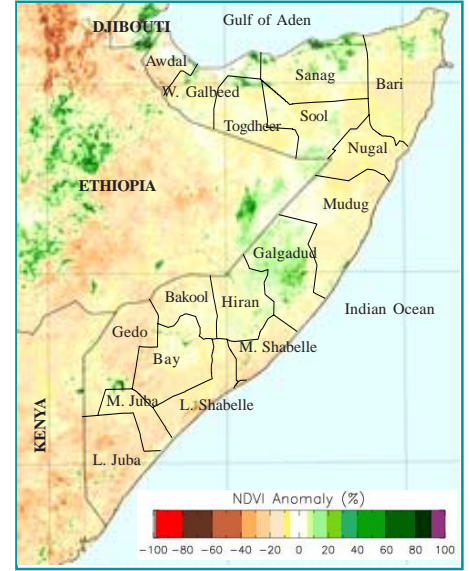 Gulf of Aden
DJIBOUTI
Awdal
Sanag
Bari
W. Galbeed
Sool
Togdheer
Nugal
ETHIOPIA
Mudug
Galgadud
Bakool
Hiran
Indian Ocean
Gedo
M. Shabelle
Bay
M. Juba
L. Shabelle
KENYA
L. Juba
NDVI Anomaly (%)
-100 -80 -60 -40 -20 0 20 40 60 80 100